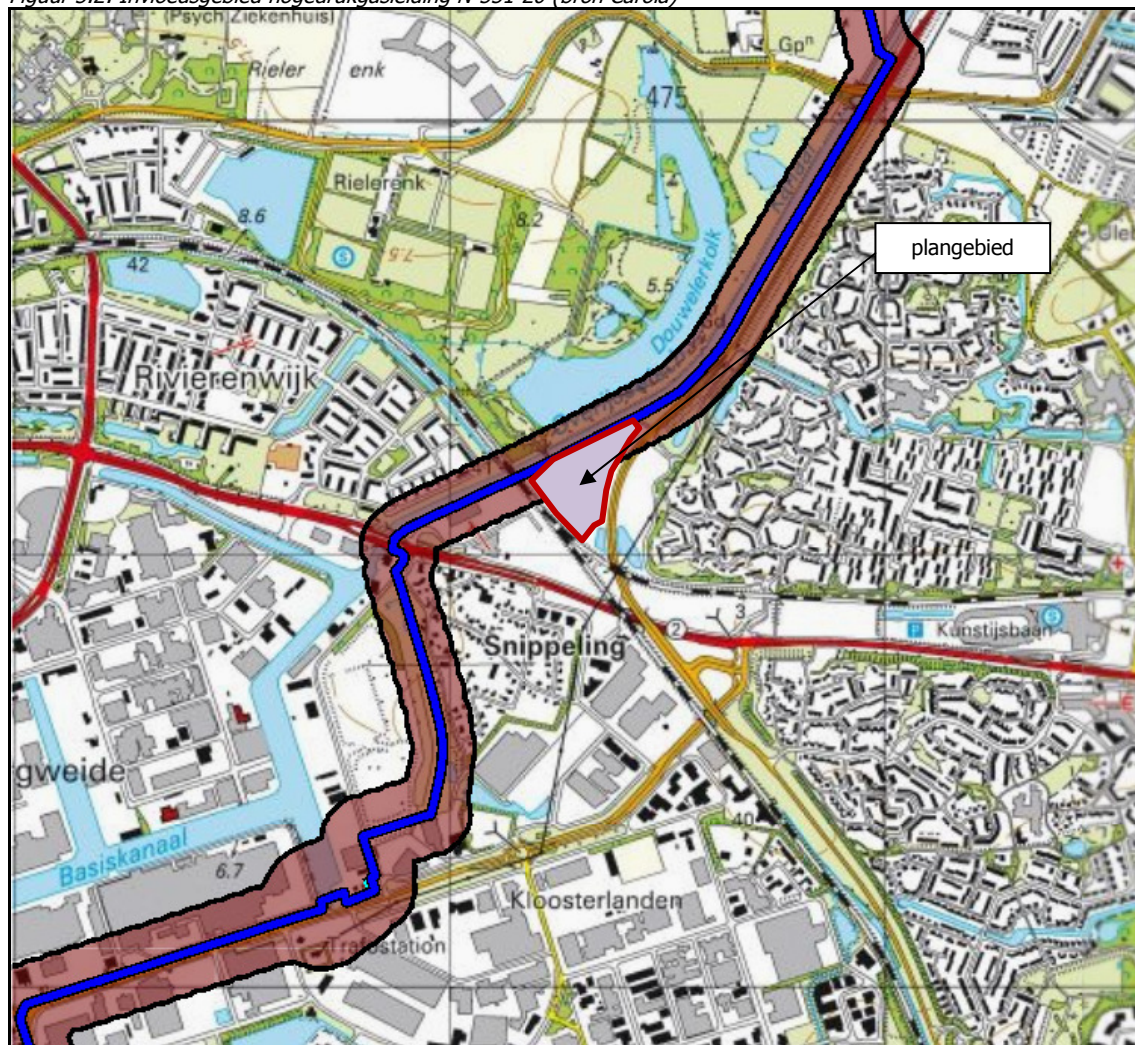 Figuur 5.2: Invloedsgebied hogedrukgasleiding N-551-20 (bron Carola)
(Psych Ziekenhuis)
Gpⁿ
Rieler enk
475
Rielerenk
8.6
8.2
7.5
S
plangebied
42
5.5
Douwelerkolk
Rivierenwijk
3
2
P
Kunstijsbaan
S
Snippeling
gweide
40
Basiskanaal
6.7
Kloosterlanden
Trafostation